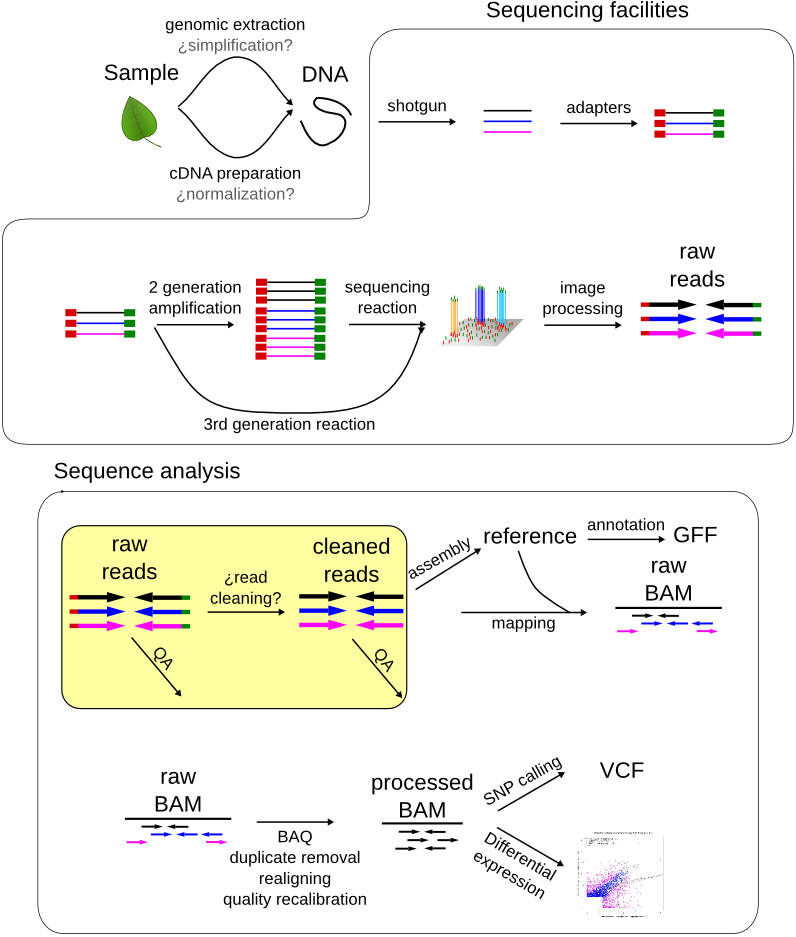 Sequencing facilities
genomic extraction
¿simplification?
Sample
DNA
cDNA preparation
¿normalization?
shotgun
adapters
2 generation
amplification
sequencing
reaction
image
processing
raw
reads
3rd generation reaction
Sequence analysis
raw
reads
¿read
cleaning?
cleaned
reads
QA
QA
assembly
reference
annotation
GFF
mapping
raw
BAM
raw
BAM
BAQ
duplicate removal
realigning
quality recalibration
processed
BAM
SNP calling
VCF
Differential
expression